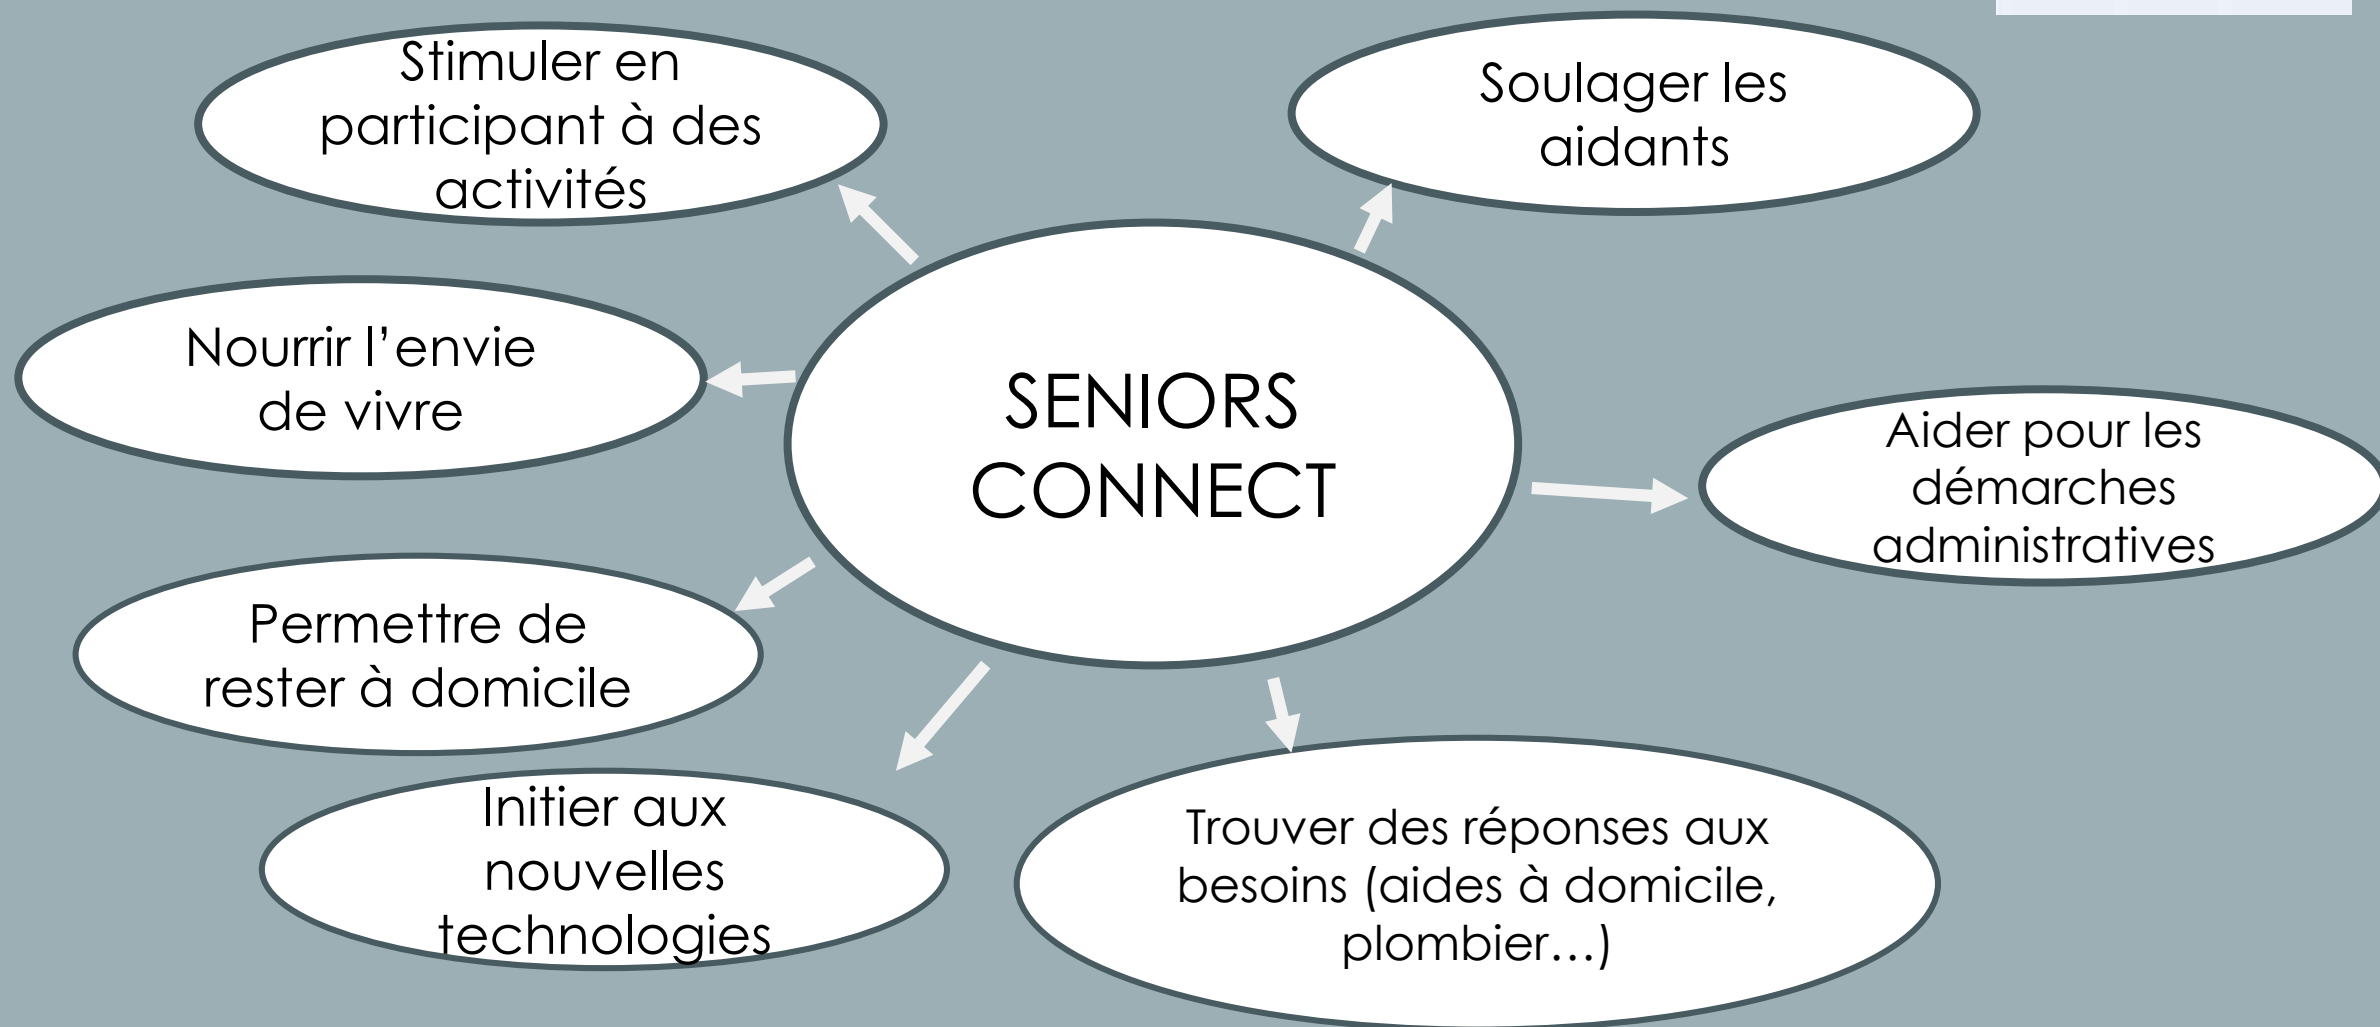 Stimuler en
participant à des
activités
Soulager les
aidants
Nourrir l’envie
de vivre
SENIORS
CONNECT
Aider pour les
démarches
administratives
Permettre de
rester à domicile
Initier aux
nouvelles
technologies
Trouver des réponses aux
besoins (aides à domicile,
plombier…)